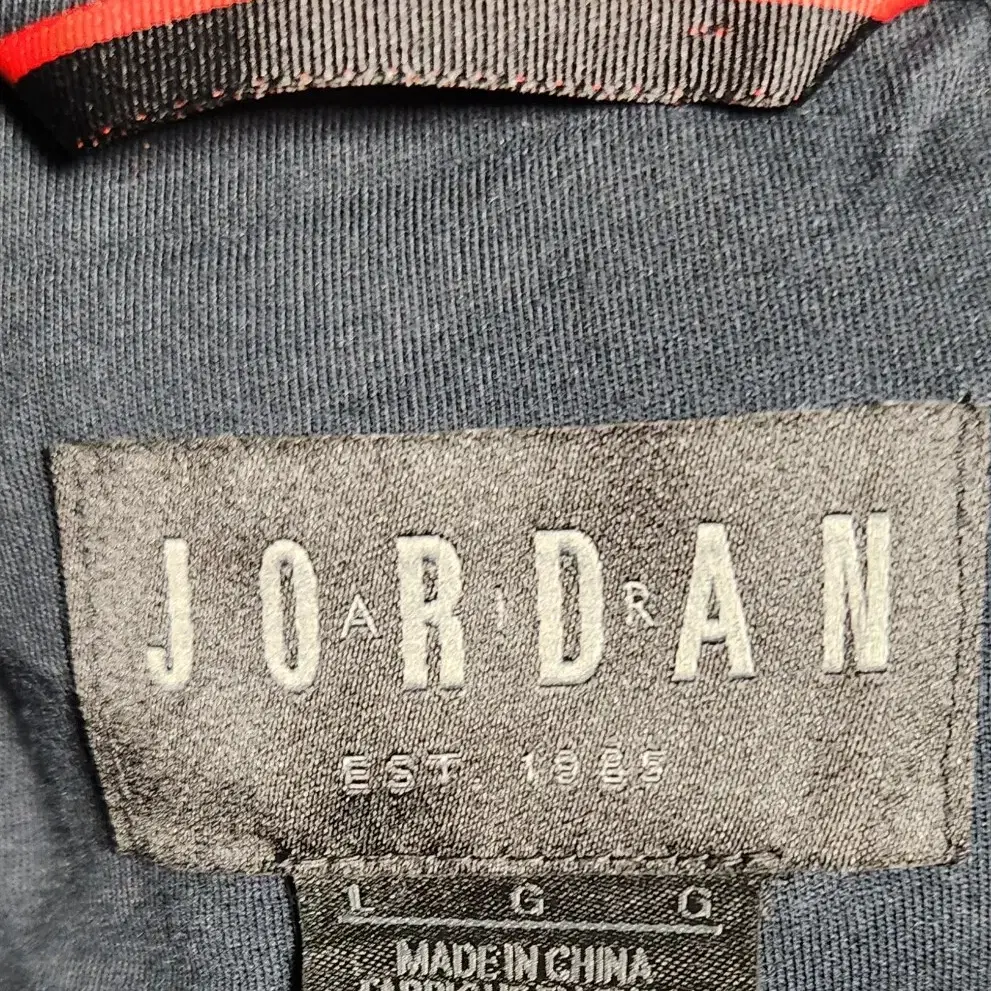 JORDAN
AIR
EST. 1985
L G G
MADE IN CHINA